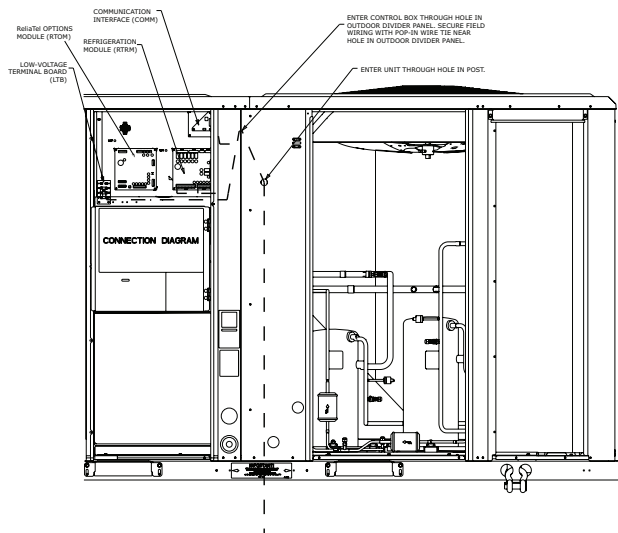 COMMUNICATION
INTERFACE (COMM)
ReliaTel OPTIONS
MODULE (RTOM)
REFRIGERATION
MODULE (RTRM)
LOW-VOLTAGE
TERMINAL BOARD
(LTB)
ENTER CONTROL BOX THROUGH HOLE IN
OUTDOOR DIVIDER PANEL. SECURE FIELD
WIRING WITH POP-IN WIRE TIE NEAR
HOLE IN OUTDOOR DIVIDER PANEL.
ENTER UNIT THROUGH HOLE IN POST.
CONNECTION DIAGRAM